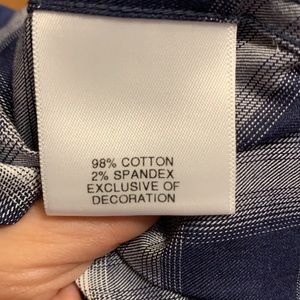 98% COTTON
2% SPANDEX
EXCLUSIVE OF
DECORATION